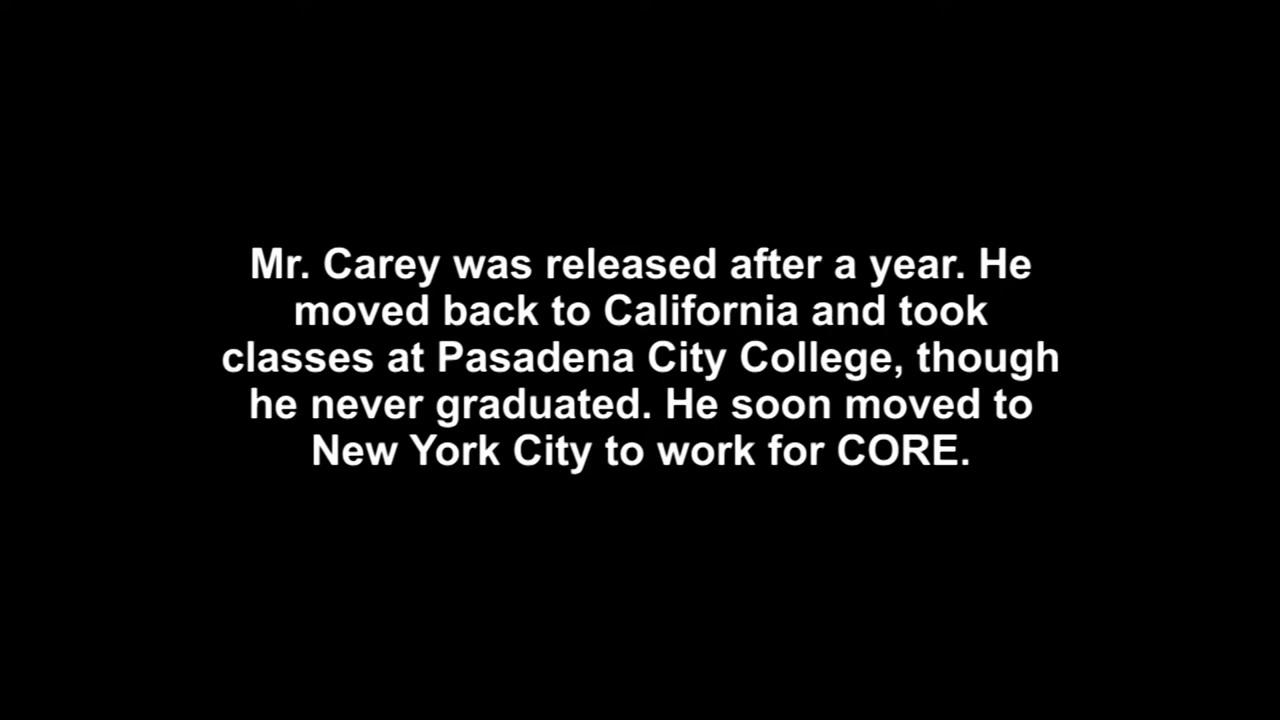 Mr. Carey was released after a year. He
moved back to California and took
classes at Pasadena City College, though
he never graduated. He soon moved to
New York City to work for CORE.